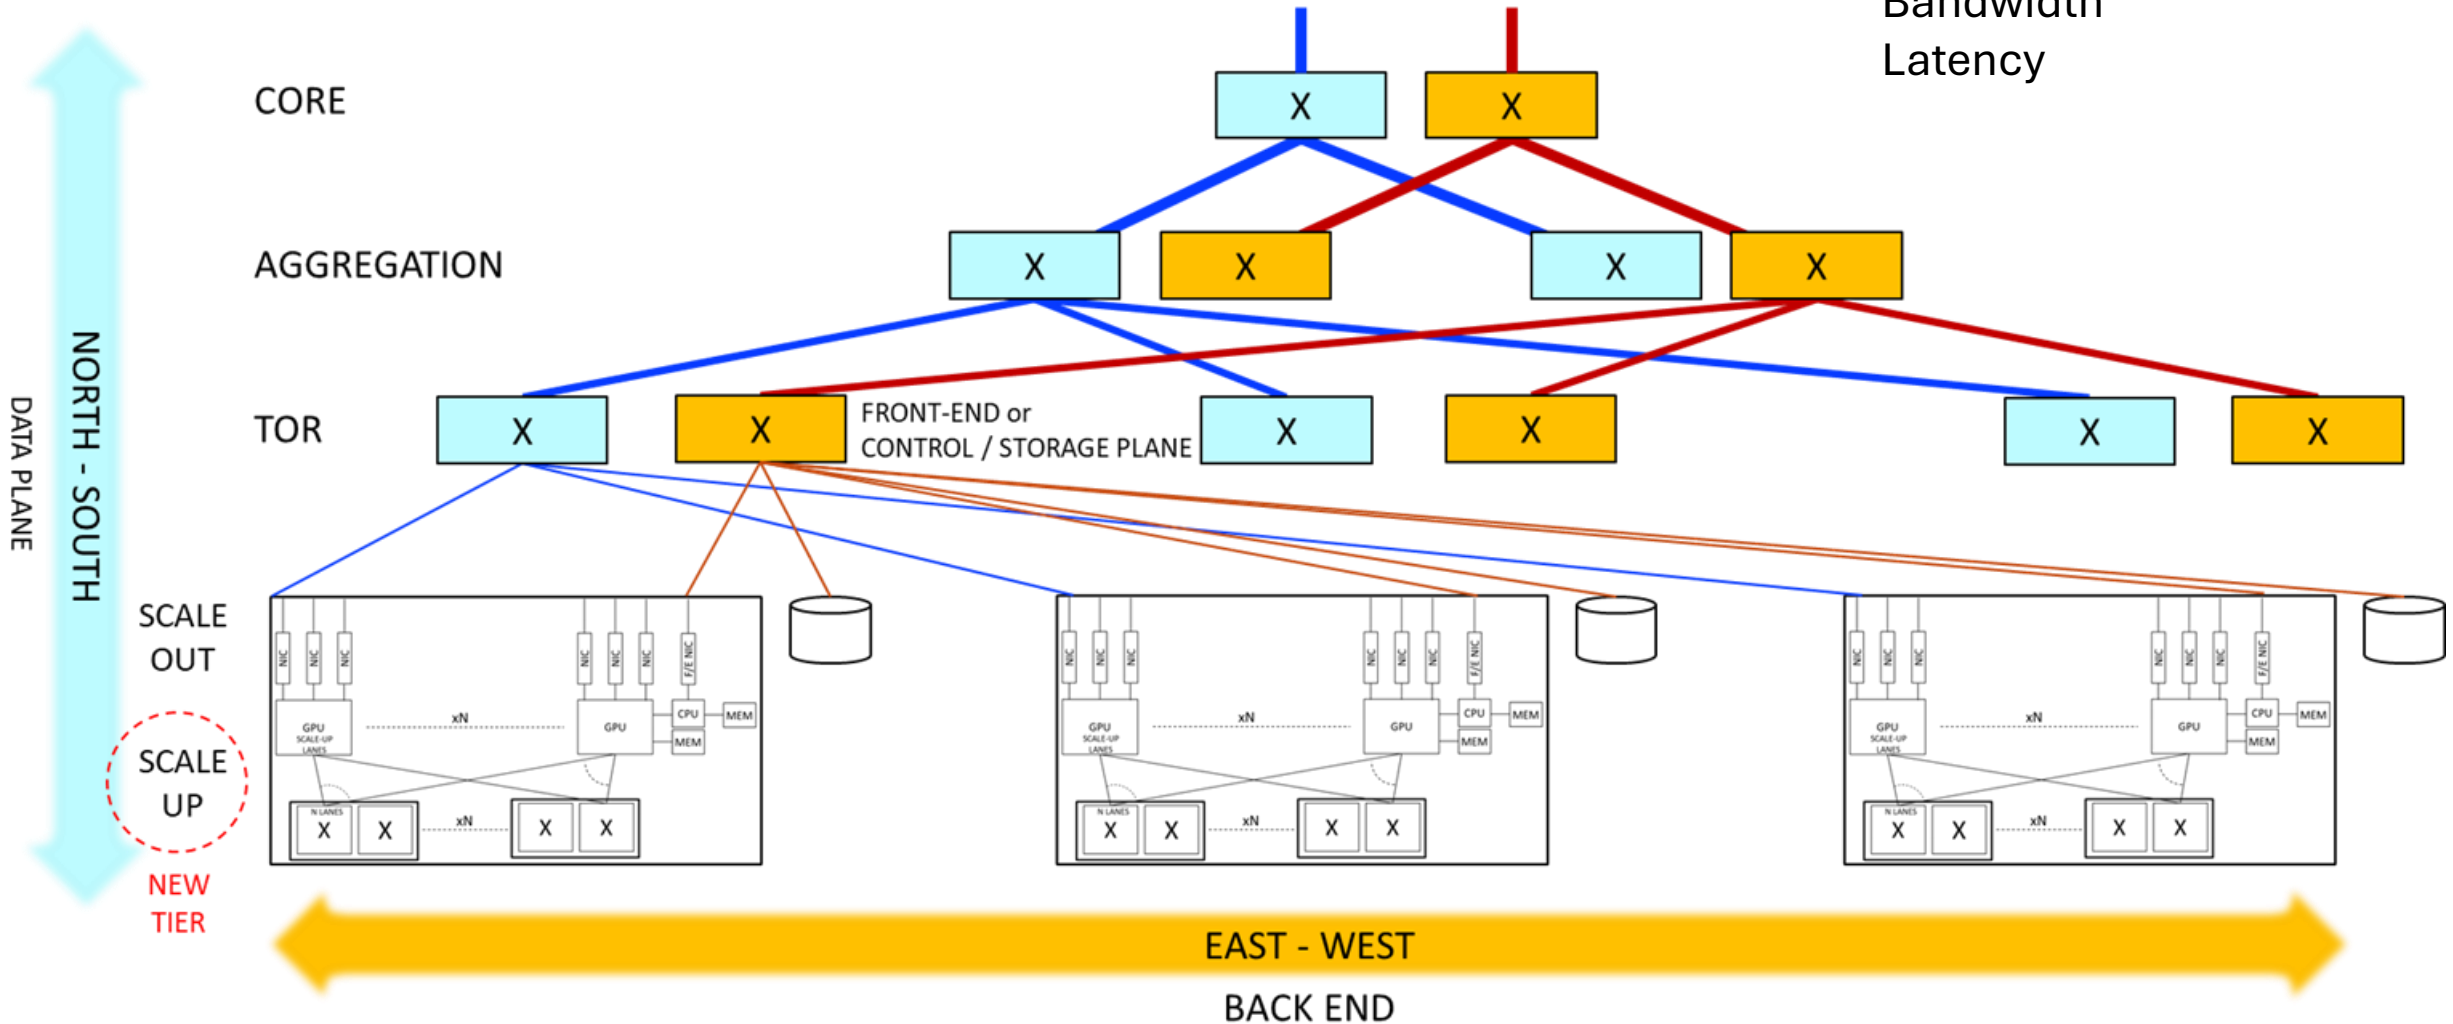 Bandwidth
Latency
CORE
X
X
AGGREGATION
X
X
X
X
TOR
X
X
FRONT-END or
CONTROL / STORAGE PLANE
X
X
X
X
NORTH - SOUTH
DATA PLANE
SCALE
OUT
SCALE
UP
NEW
TIER
NIC
NIC
NIC
NIC
NIC
NIC
F/E NIC
GPU
SCALE-UP
LANES
xN
GPU
CPU
MEM
MEM
N LANES
X
X
xN
X
X
NIC
NIC
NIC
NIC
NIC
NIC
F/E NIC
GPU
SCALE-UP
LANES
xN
GPU
CPU
MEM
MEM
N LANES
X
X
xN
X
X
NIC
NIC
NIC
NIC
NIC
NIC
F/E NIC
GPU
SCALE-UP
LANES
xN
GPU
CPU
MEM
MEM
N LANES
X
X
xN
X
X
EAST - WEST
BACK END